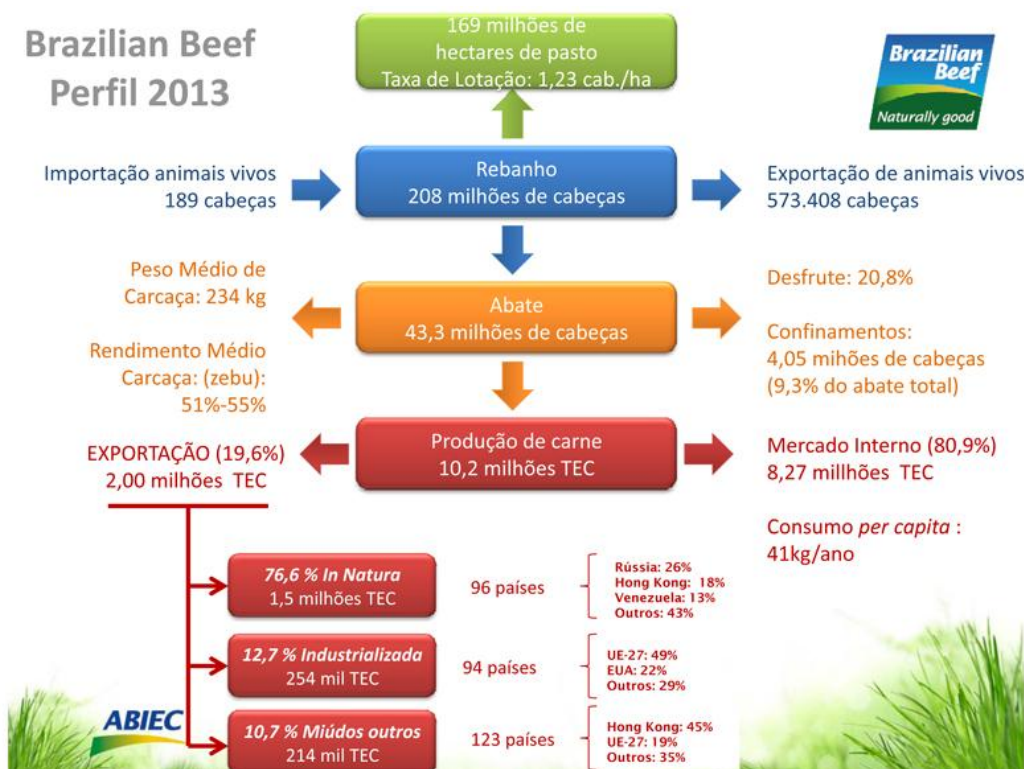 Brazilian Beef
Perfil 2013
169 milhões de
hectares de pasto
Taxa de Lotação: 1,23 cab./ha
Brazilian
Beef
Naturally good
Importação animais vivos
189 cabeças
Rebanho
208 milhões de cabeças
Exportação de animais vivos
573.408 cabeças
Peso Médio de
Carcaça: 234 kg
Rendimento Médio
Carcaça: (zebu):
51%-55%
Abate
43,3 milhões de cabeças
Desfrute: 20,8%
Confinamentos:
4,05 mihões de cabeças
(9,3% do abate total)
EXPORTAÇÃO (19,6%)
2,00 milhões TEC
Produção de carne
10,2 milhões TEC
Mercado Interno (80,9%)
8,27 millhões TEC
Consumo per capita :
41kg/ano
76,6 % In Natura
1,5 milhões TEC
96 países
Rússia: 26%
Hong Kong: 18%
Venezuela: 13%
Outros: 43%
12,7 % Industrializada
254 mil TEC
94 países
UE-27: 49%
EUA: 22%
Outros: 29%
10,7 % Miúdos outros
214 mil TEC
123 países
Hong Kong: 45%
UE-27: 19%
Outros: 35%
ABIEC